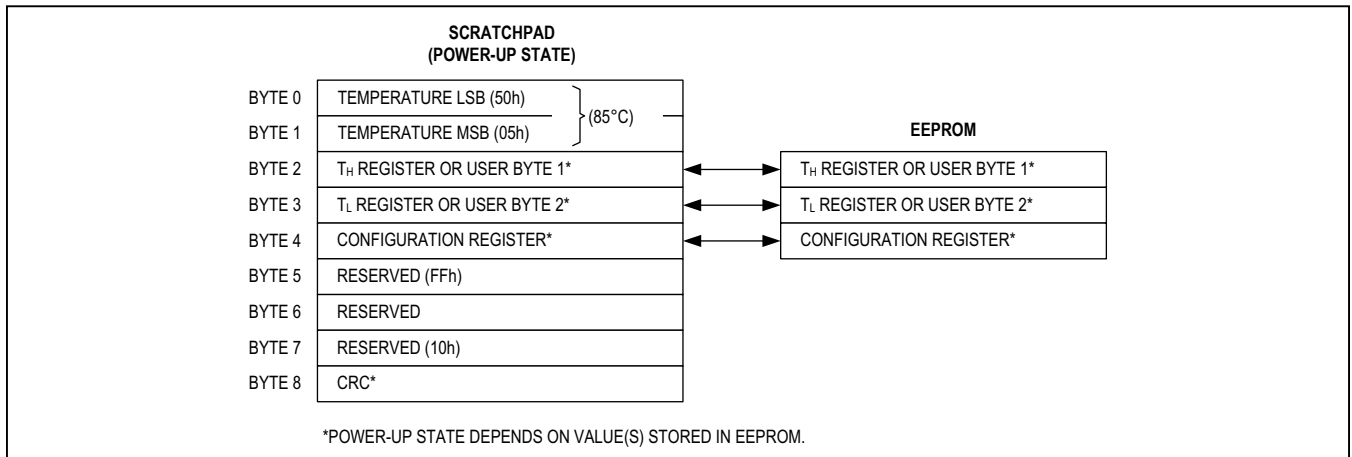 SCRATCHPAD
(POWER-UP STATE)
BYTE 0 TEMPERATURE LSB (50h)
(85°C)
BYTE 1 TEMPERATURE MSB (05h)
EEPROM
BYTE 2 TH REGISTER OR USER BYTE 1* TH REGISTER OR USER BYTE 1*
BYTE 3 TL REGISTER OR USER BYTE 2* TL REGISTER OR USER BYTE 2*
BYTE 4 CONFIGURATION REGISTER* CONFIGURATION REGISTER*
BYTE 5 RESERVED (FFh)
BYTE 6 RESERVED
BYTE 7 RESERVED (10h)
BYTE 8 CRC*
*POWER-UP STATE DEPENDS ON VALUE(S) STORED IN EEPROM.